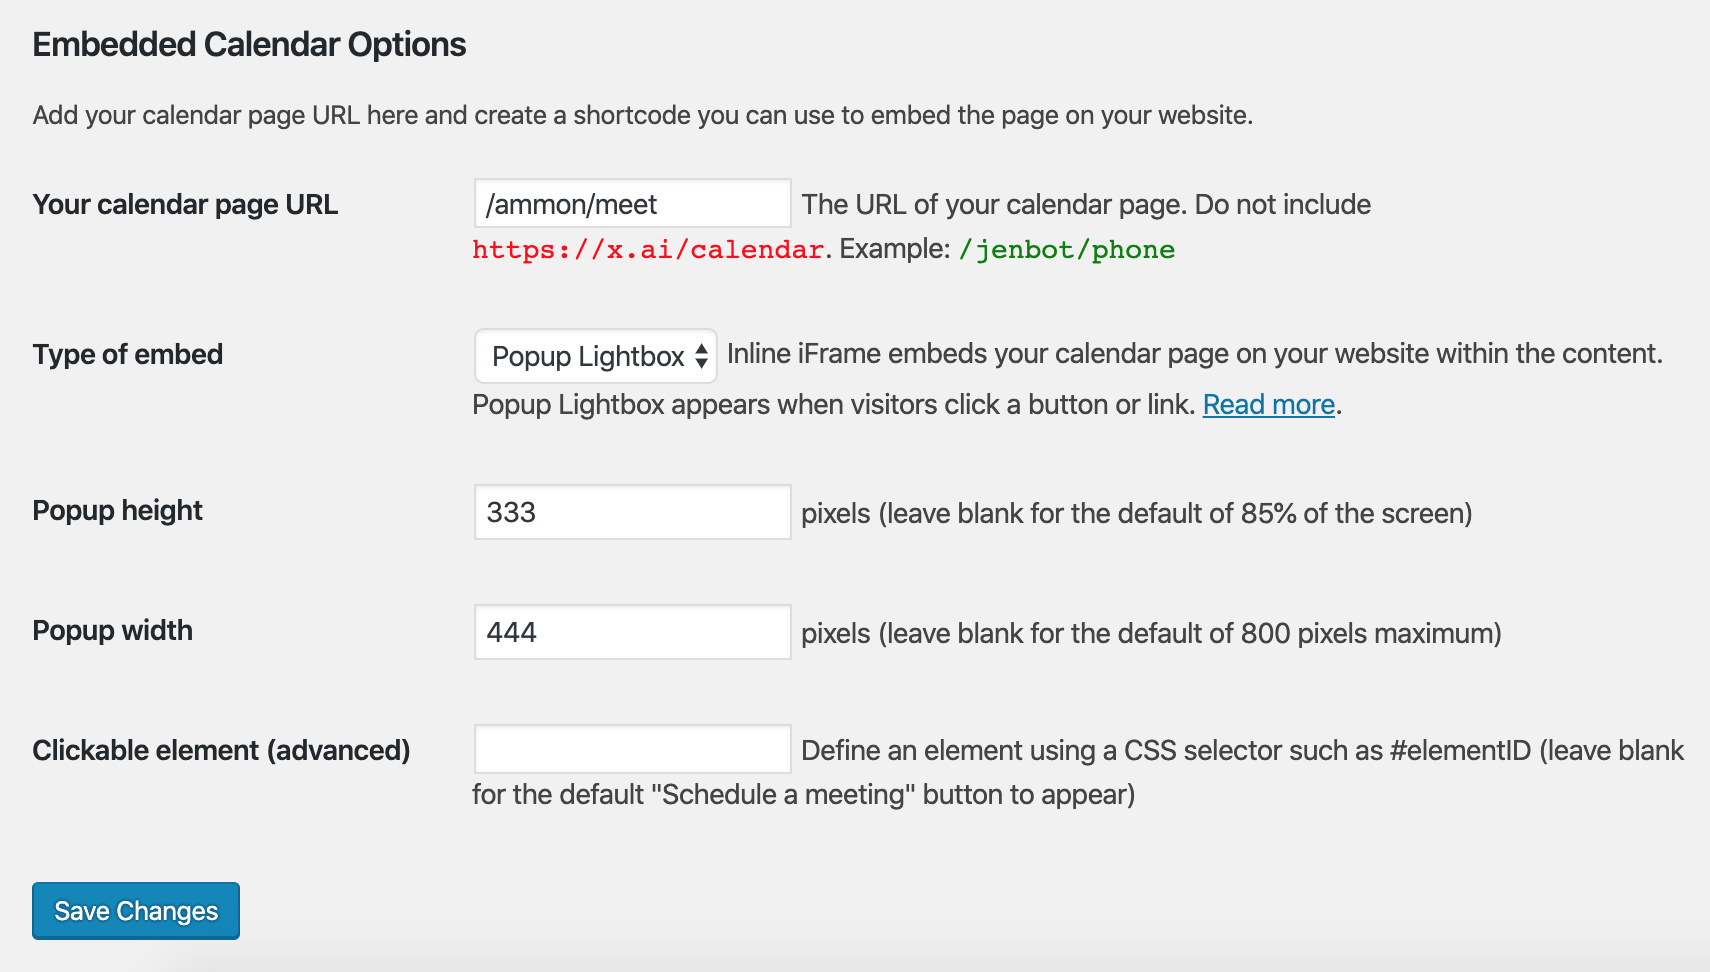 Embedded Calendar Options
Add your calendar page URL here and create a shortcode you can use to embed the page on your website.
Your calendar page URL
/ammon/meet The URL of your calendar page. Do not include
https://x.ai/calendar. Example: /jenbot/phone
Type of embed
Popup Lightbox Inline iFrame embeds your calendar page on your website within the content.
Popup Lightbox appears when visitors click a button or link. Read more.
Popup height
333 pixels (leave blank for the default of 85% of the screen)
Popup width
444 pixels (leave blank for the default of 800 pixels maximum)
Clickable element (advanced)
Define an element using a CSS selector such as #elementID (leave blank
for the default "Schedule a meeting" button to appear)
Save Changes